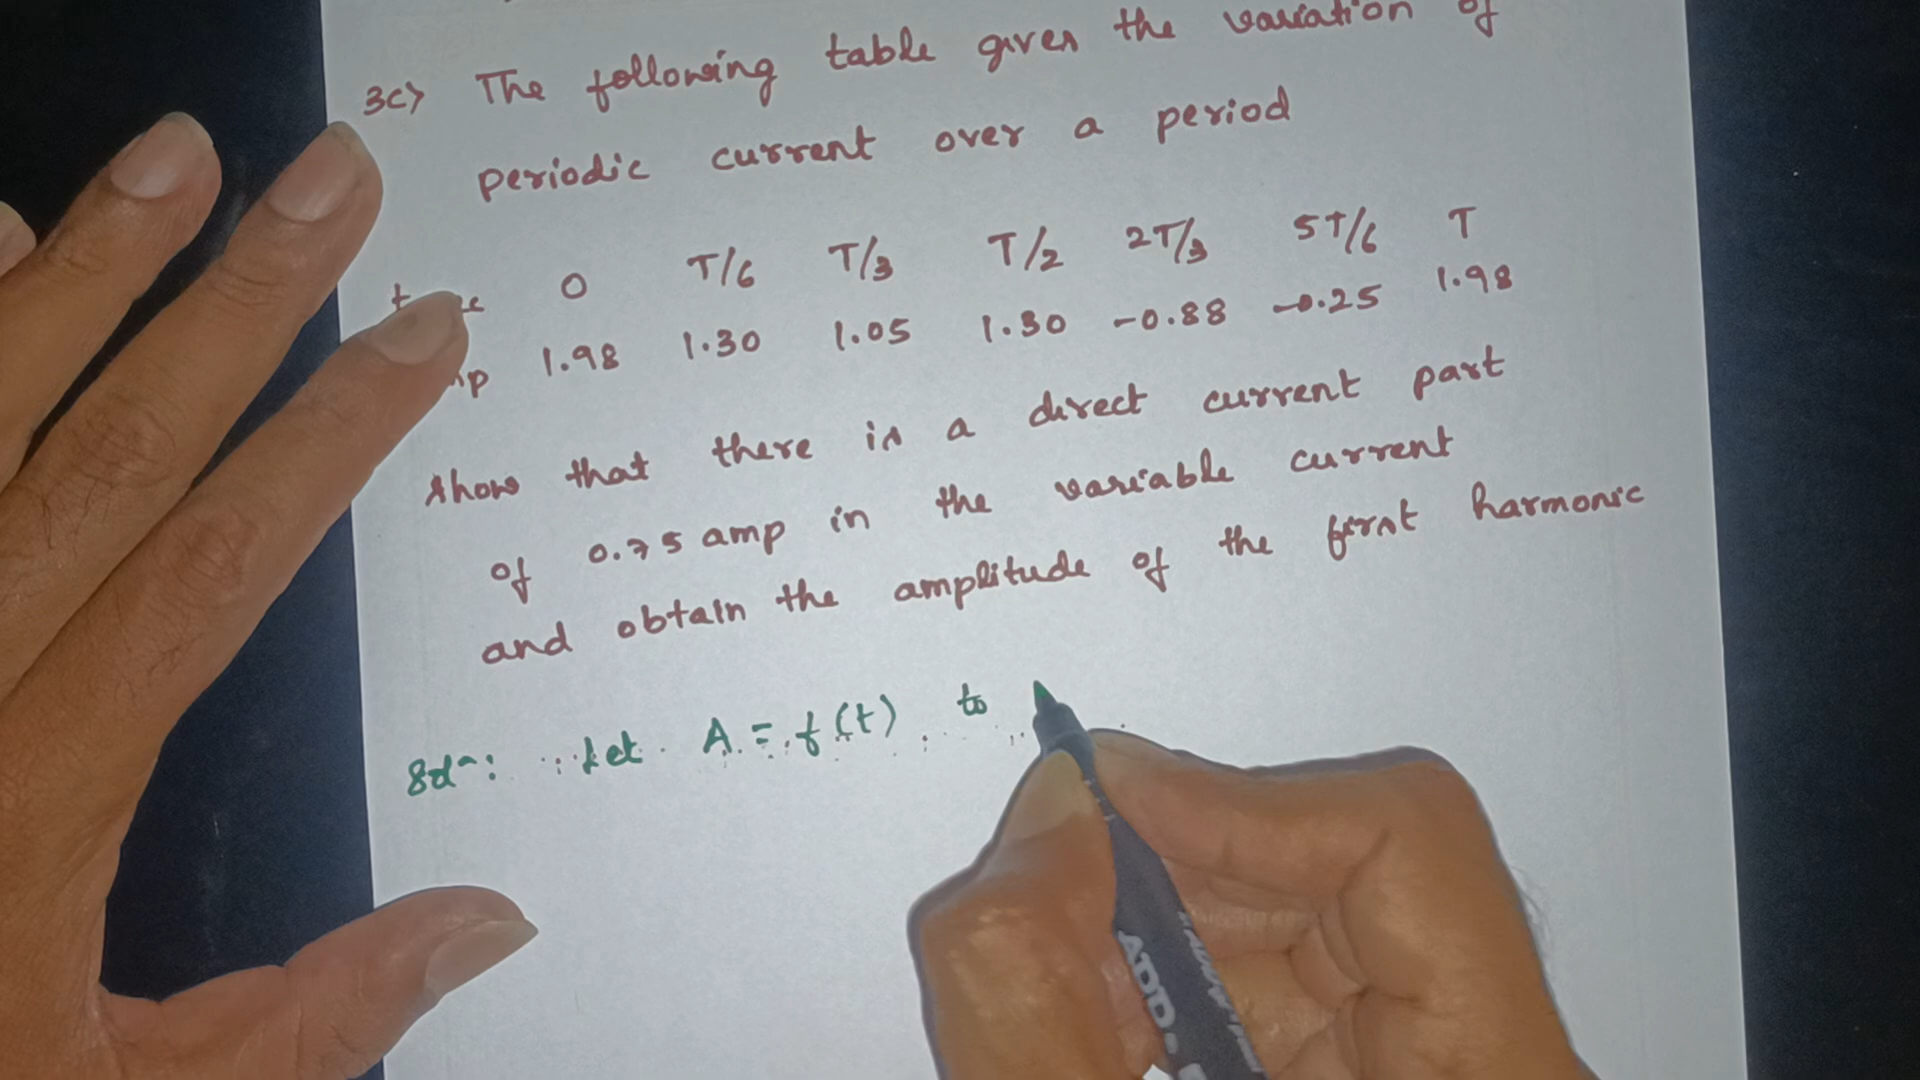 3c> The following table gives the variation of
periodic current over a period
0 T/6 T/3 T/2 2T/3 5T/6 T
1.98 1.30 1.05 1.30 -0.88 -0.25 1.98
show that there is a direct current part
of 0.75 amp in the variable current
and obtain the amplitude of the first harmonic
Soln: Let A = f(t) to
ADD